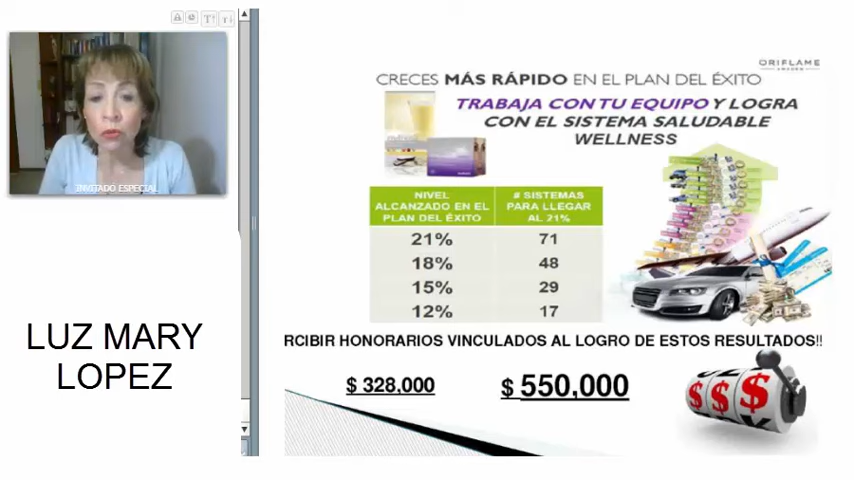 INVITADO ESPECIAL
LUZ MARY
LOPEZ
ORIFLAME
SWEDEN
CRECES MÁS RÁPIDO EN EL PLAN DEL ÉXITO
TRABAJA CON TU EQUIPO Y LOGRA
CON EL SISTEMA SALUDABLE
WELLNESS
NIVEL
ALCANZADO EN EL
PLAN DEL ÉXITO
# SISTEMAS
PARA LLEGAR
AL 21%
21% 71
18% 48
15% 29
12% 17
RCIBIR HONORARIOS VINCULADOS AL LOGRO DE ESTOS RESULTADOS!!
$ 328,000 $ 550,000
$ $ $